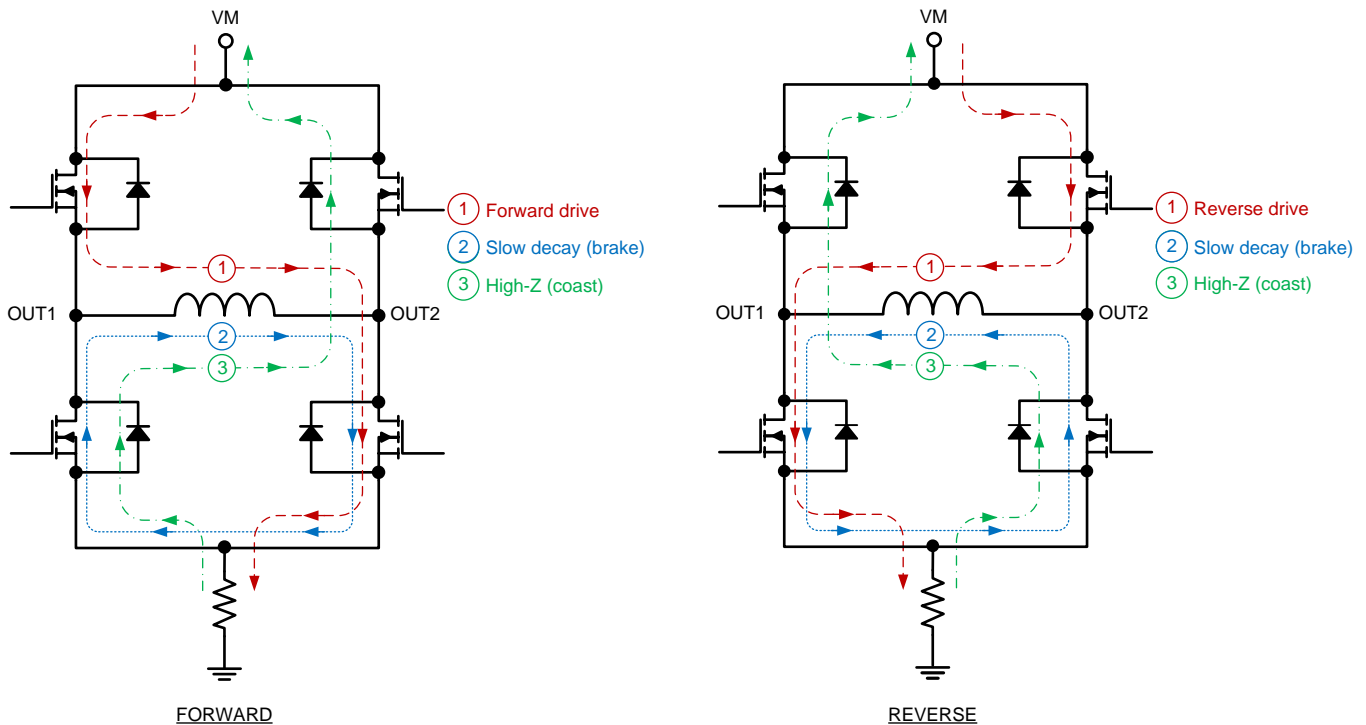 VM
1 Forward drive
2 Slow decay (brake)
3 High-Z (coast)
1
OUT1
OUT2
2
3
FORWARD
VM
1 Reverse drive
2 Slow decay (brake)
3 High-Z (coast)
1
OUT1
OUT2
2
3
REVERSE